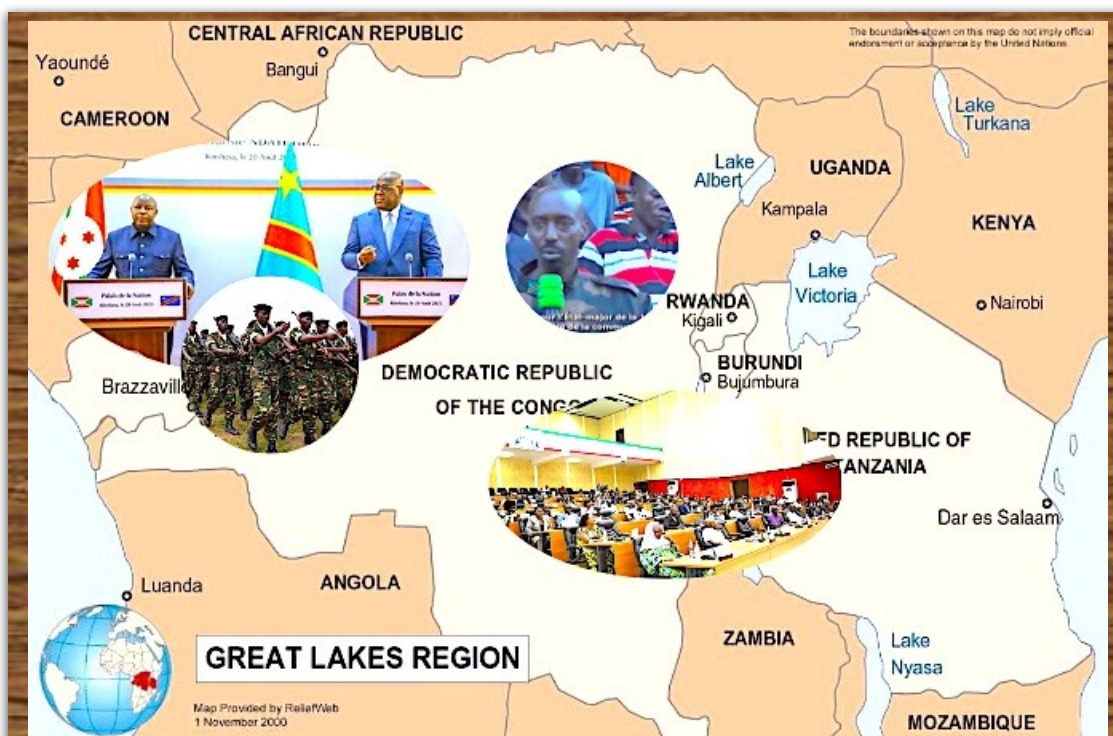 CENTRAL AFRICAN REPUBLIC
The boundaries shown on this map do not imply official
endorsement or acceptance by the United Nations.
Yaoundé
Bangui
CAMEROON
Lake
Turkana
Lake
Albert
UGANDA
Kampala
KENYA
Palais de la Nation
Palais de la Nation
Lake
Victoria
Nairobi
RWANDA
Kigali
BURUNDI
Bujumbura
Brazzaville
DEMOCRATIC REPUBLIC
OF THE CONGO
ED REPUBLIC OF
TANZANIA
Dar es Salaam
Luanda
ANGOLA
GREAT LAKES REGION
ZAMBIA
Lake
Nyasa
MOZAMBIQUE
Map Provided by ReliefWeb
1 November 2000